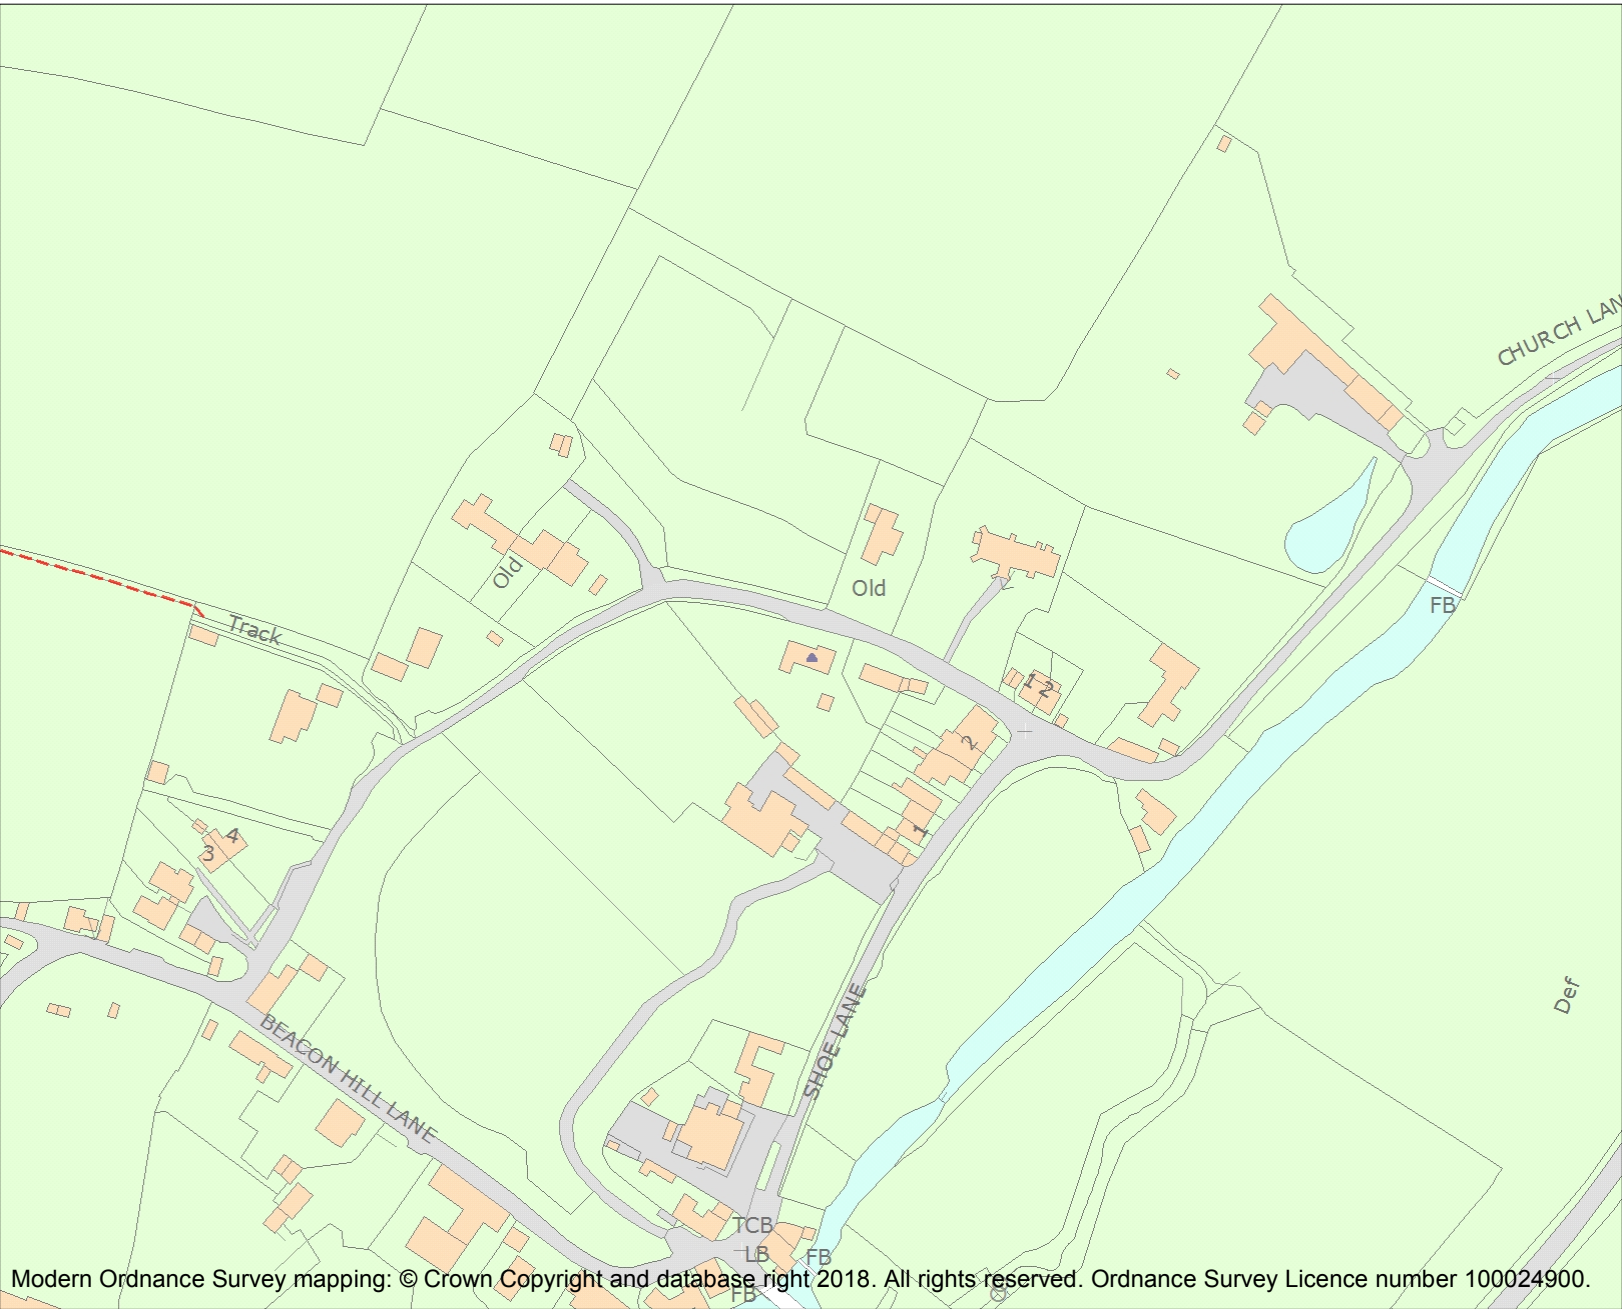 CHURCH LAN
Old
Old
FB
Track
1 2
2
4
3
1
Def
SHOE LANE
BEACON HILL LANE
TCB
LB
FB
Modern Ordnance Survey mapping: © Crown Copyright and database right 2018. All rights reserved. Ordnance Survey Licence number 100024900.
FB